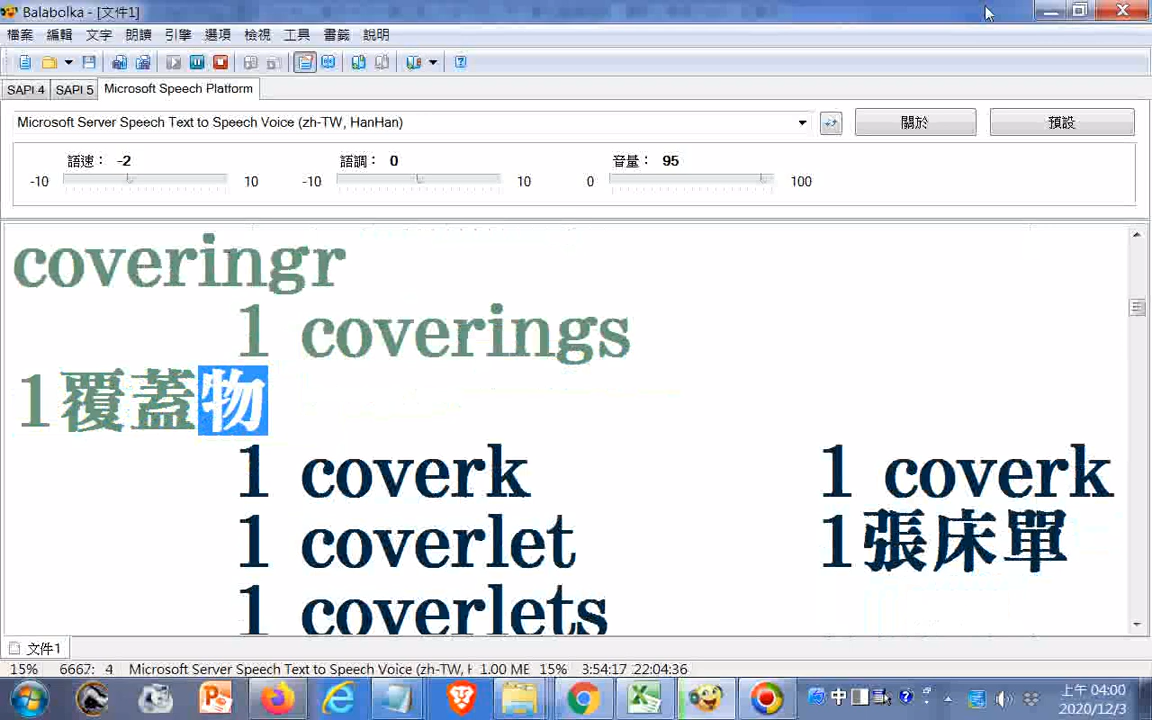 Balabolka - [文件1]
檔案 編輯 文字 朗讀 引擎 選項 檢視 工具 書籤 說明
SAPI 4 SAPI 5 Microsoft Speech Platform
Microsoft Server Speech Text to Speech Voice (zh-TW, HanHan) 關於 預設
語速： -2 語調： 0 音量： 95
-10 10 -10 10 0 100
coveringr
1 coverings
1覆蓋物
1 coverk 1 coverk
1 coverlet 1張床單
1 coverlets
文件1
15% 6667: 4 Microsoft Server Speech Text to Speech Voice (zh-TW, 1.00 ME 15% 3:54:17 22:04:36
中 上午 04:00
2020/12/3